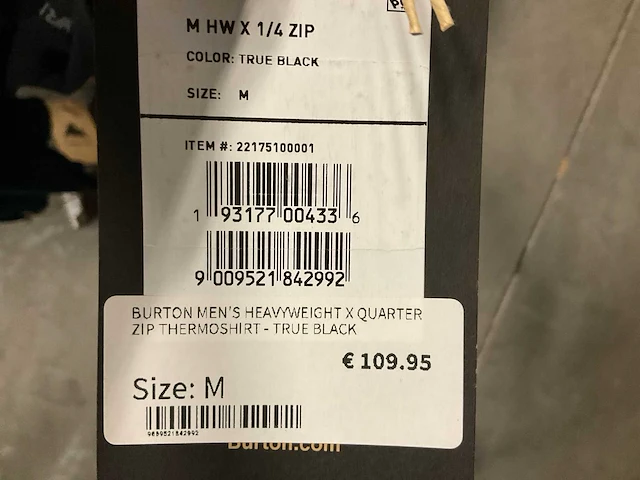 M HW X 1/4 ZIP
COLOR: TRUE BLACK
SIZE: M
ITEM #: 22175100001
1 93177 00433 6
9 009521 842992
BURTON MEN'S HEAVYWEIGHT X QUARTER
ZIP THERMOSHIRT - TRUE BLACK
€ 109.95
Size: M
9009521842992
Burton.com